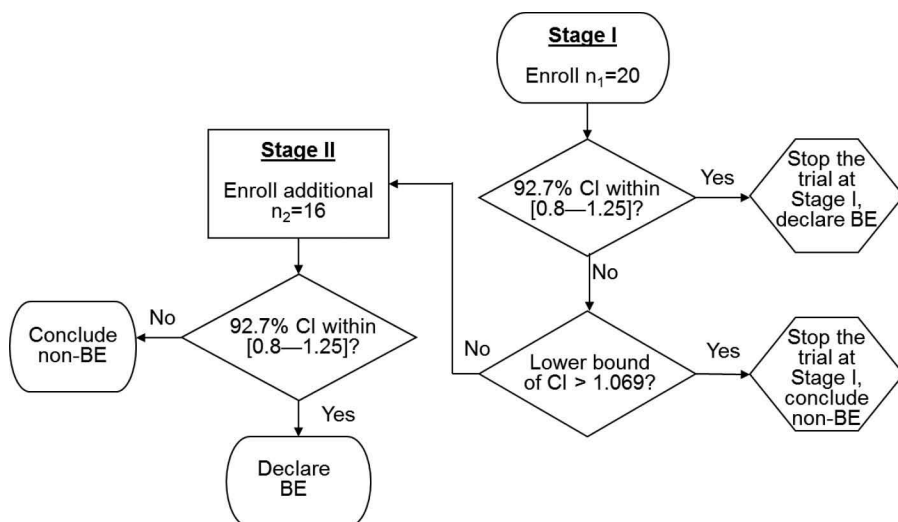 Stage I
Enroll n₁=20
92.7% CI within
[0.8—1.25]?
Yes
Stop the
trial at
Stage I,
declare BE
No
Lower bound
of CI > 1.069?
Yes
Stop the
trial at
Stage I,
conclude
non-BE
No
Stage II
Enroll additional
n₂=16
92.7% CI within
[0.8—1.25]?
No
Conclude
non-BE
Yes
Declare
BE